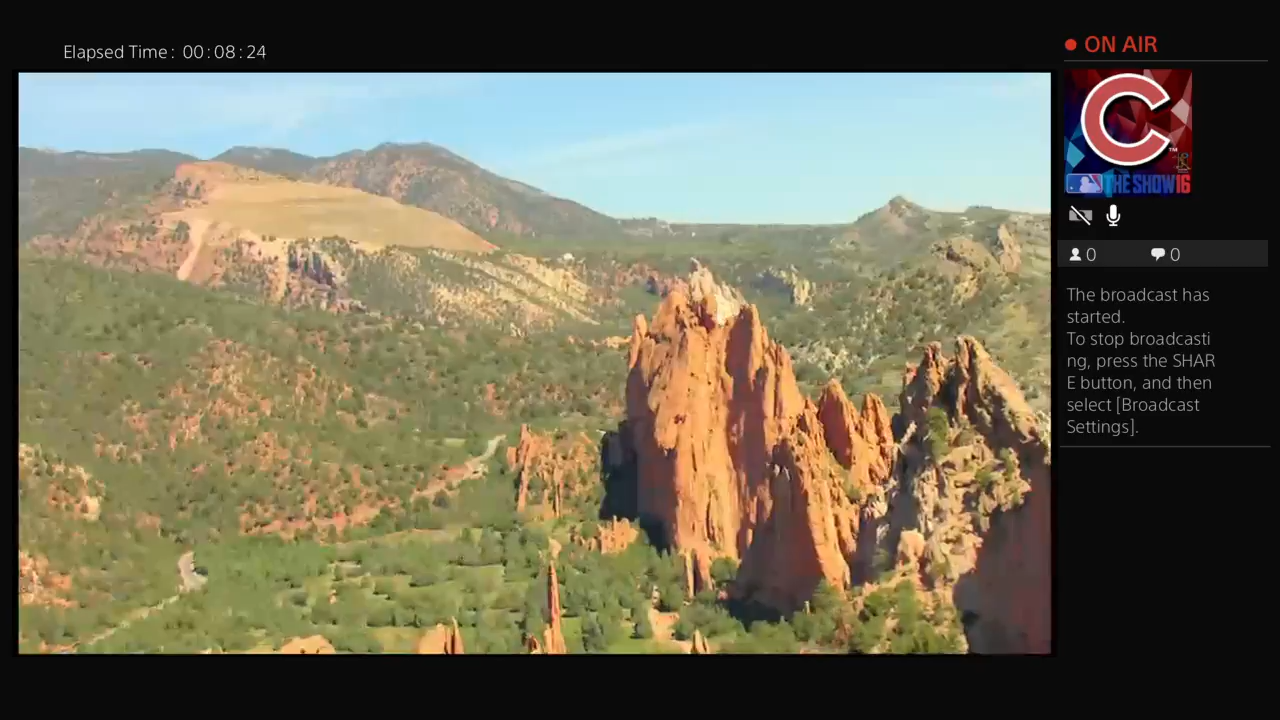 Elapsed Time: 00:08:24
ON AIR
C
TM
THE SHOW16
0 0
The broadcast has
started.
To stop broadcasti
ng, press the SHAR
E button, and then
select [Broadcast
Settings].